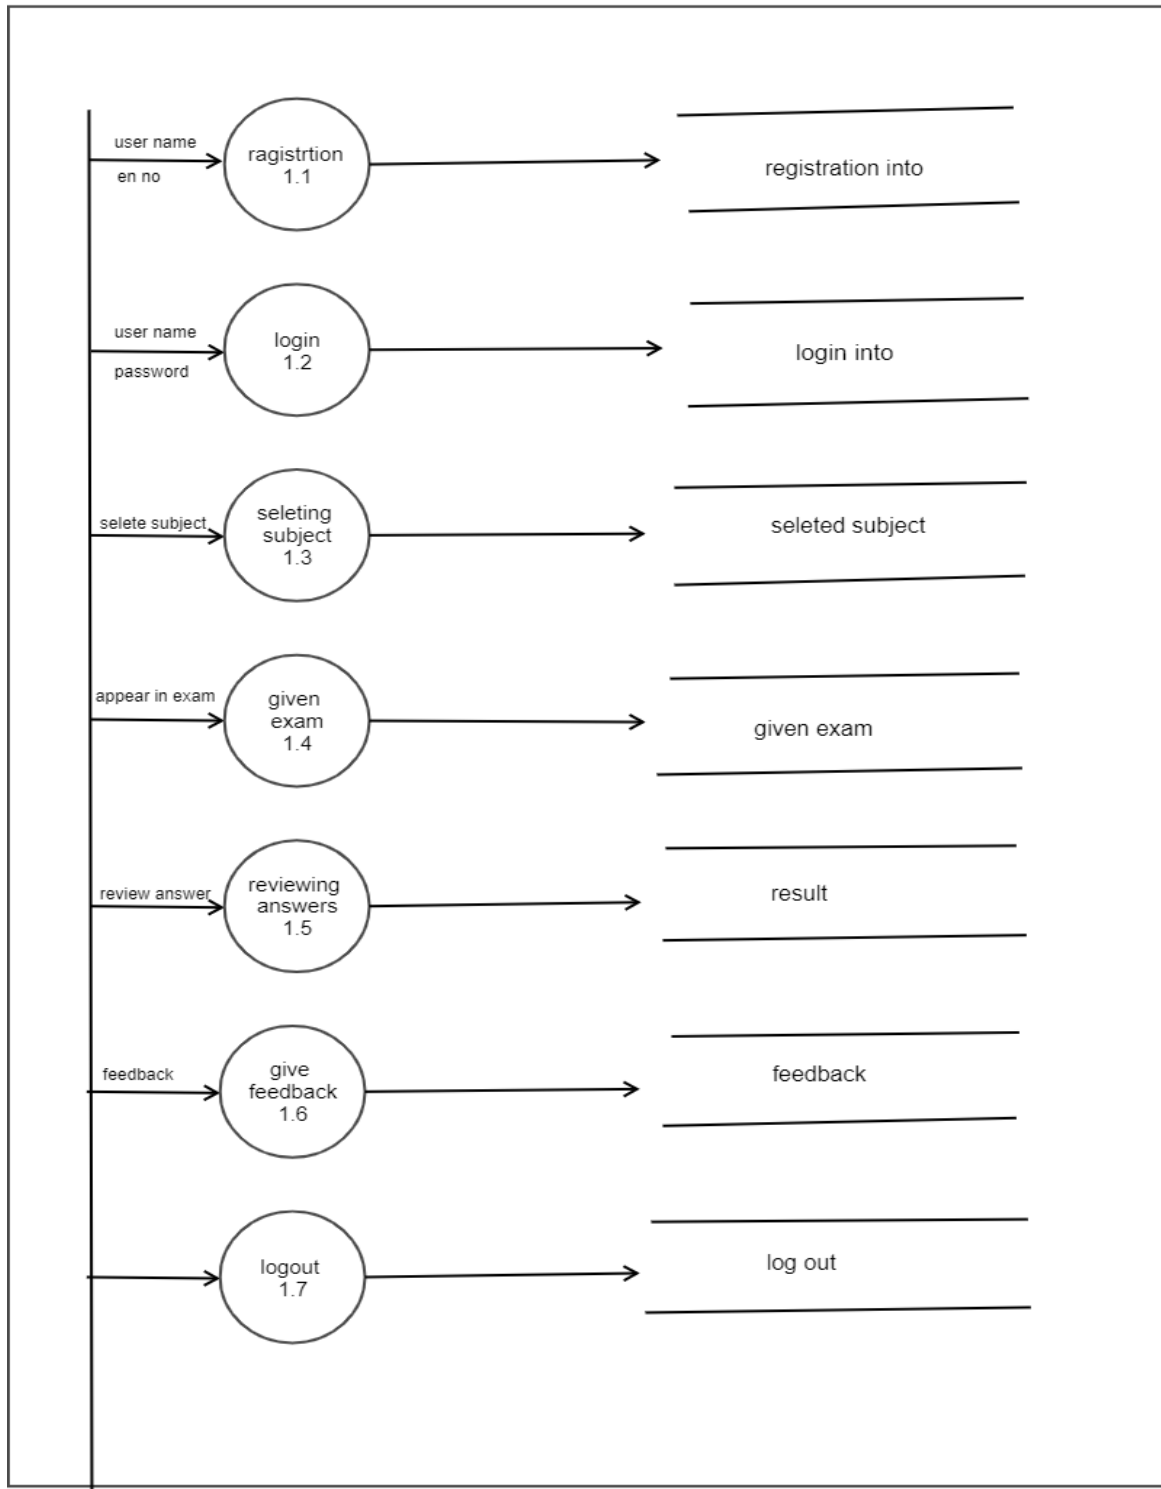 user name
en no
ragistrtion
1.1
registration into
user name
password
login
1.2
login into
selete subject
seleting
subject
1.3
seleted subject
appear in exam
given
exam
1.4
given exam
review answer
reviewing
answers
1.5
result
feedback
give
feedback
1.6
feedback
logout
1.7
log out